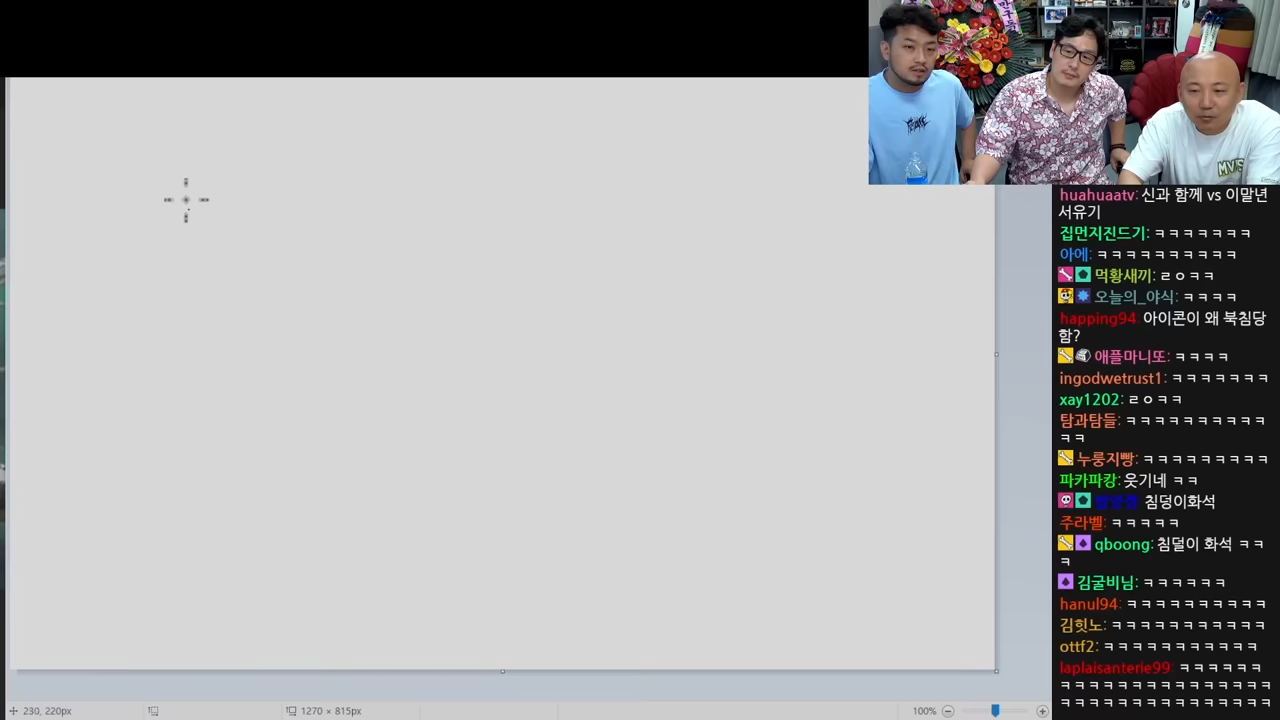 huahuaatv: 신과 함께 vs 이말년
서유기
집먼지진드기: ㅋㅋㅋㅋㅋㅋㅋ
아에: ㅋㅋㅋㅋㅋㅋㅋㅋㅋㅋ
먹황새끼: ㄹㅇㅋㅋ
오늘의_야식: ㅋㅋㅋㅋ
happing94: 아이콘이 왜 북침당
함?
애플마니또: ㅋㅋㅋㅋ
ingodwetrust1: ㅋㅋㅋㅋㅋㅋㅋ
xay1202: ㄹㅇㅋㅋ
탐과탐들: ㅋㅋㅋㅋㅋㅋㅋㅋㅋㅋ
ㅋㅋ
누룽지빵: ㅋㅋㅋㅋㅋㅋㅋㅋㅋ
파카파캉: 웃기네 ㅋㅋ
침덩이화석
주라벨: ㅋㅋㅋㅋㅋ
qboong: 침덜이 화석 ㅋㅋ
ㅋ
김굴비님: ㅋㅋㅋㅋㅋㅋ
hanul94: ㅋㅋㅋㅋㅋㅋㅋㅋㅋㅋ
김힛노: ㅋㅋㅋㅋㅋㅋㅋㅋㅋㅋㅋ
ottf2: ㅋㅋㅋㅋㅋㅋㅋㅋㅋㅋㅋ
laplaisanterie99: ㅋㅋㅋㅋㅋㅋ
ㅋㅋㅋㅋㅋㅋㅋㅋㅋㅋㅋㅋㅋㅋㅋ
ㅋㅋㅋㅋㅋㅋㅋㅋㅋㅋㅋㅋㅋㅋㅋ
230, 220px
1270 × 815px
100%